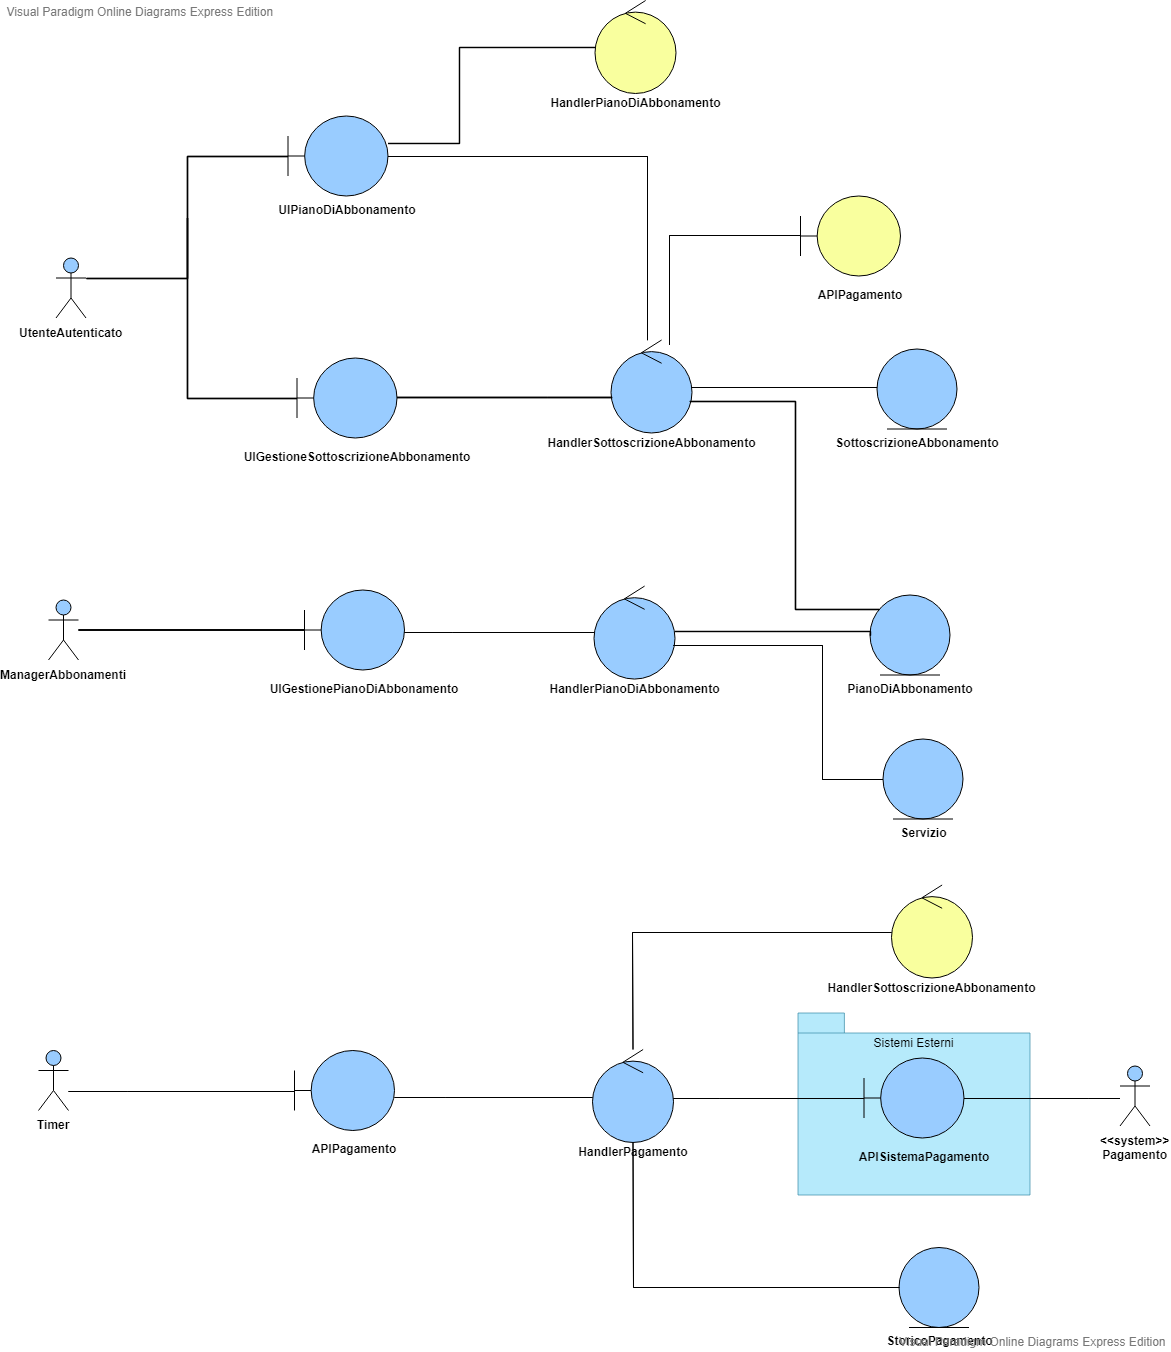 Visual Paradigm Online Diagrams Express Edition
HandlerPianoDiAbbonamento
UIPianoDiAbbonamento
APIPagamento
UtenteAutenticato
HandlerSottoscrizioneAbbonamento
SottoscrizioneAbbonamento
UIGestioneSottoscrizioneAbbonamento
ManagerAbbonamenti
UIGestionePianoDiAbbonamento
HandlerPianoDiAbbonamento
PianoDiAbbonamento
Servizio
HandlerSottoscrizioneAbbonamento
Sistemi Esterni
Timer
APIPagamento
HandlerPagamento
APISistemaPagamento
<<system>>
Pagamento
StoricoPagamento
Visual Paradigm Online Diagrams Express Edition